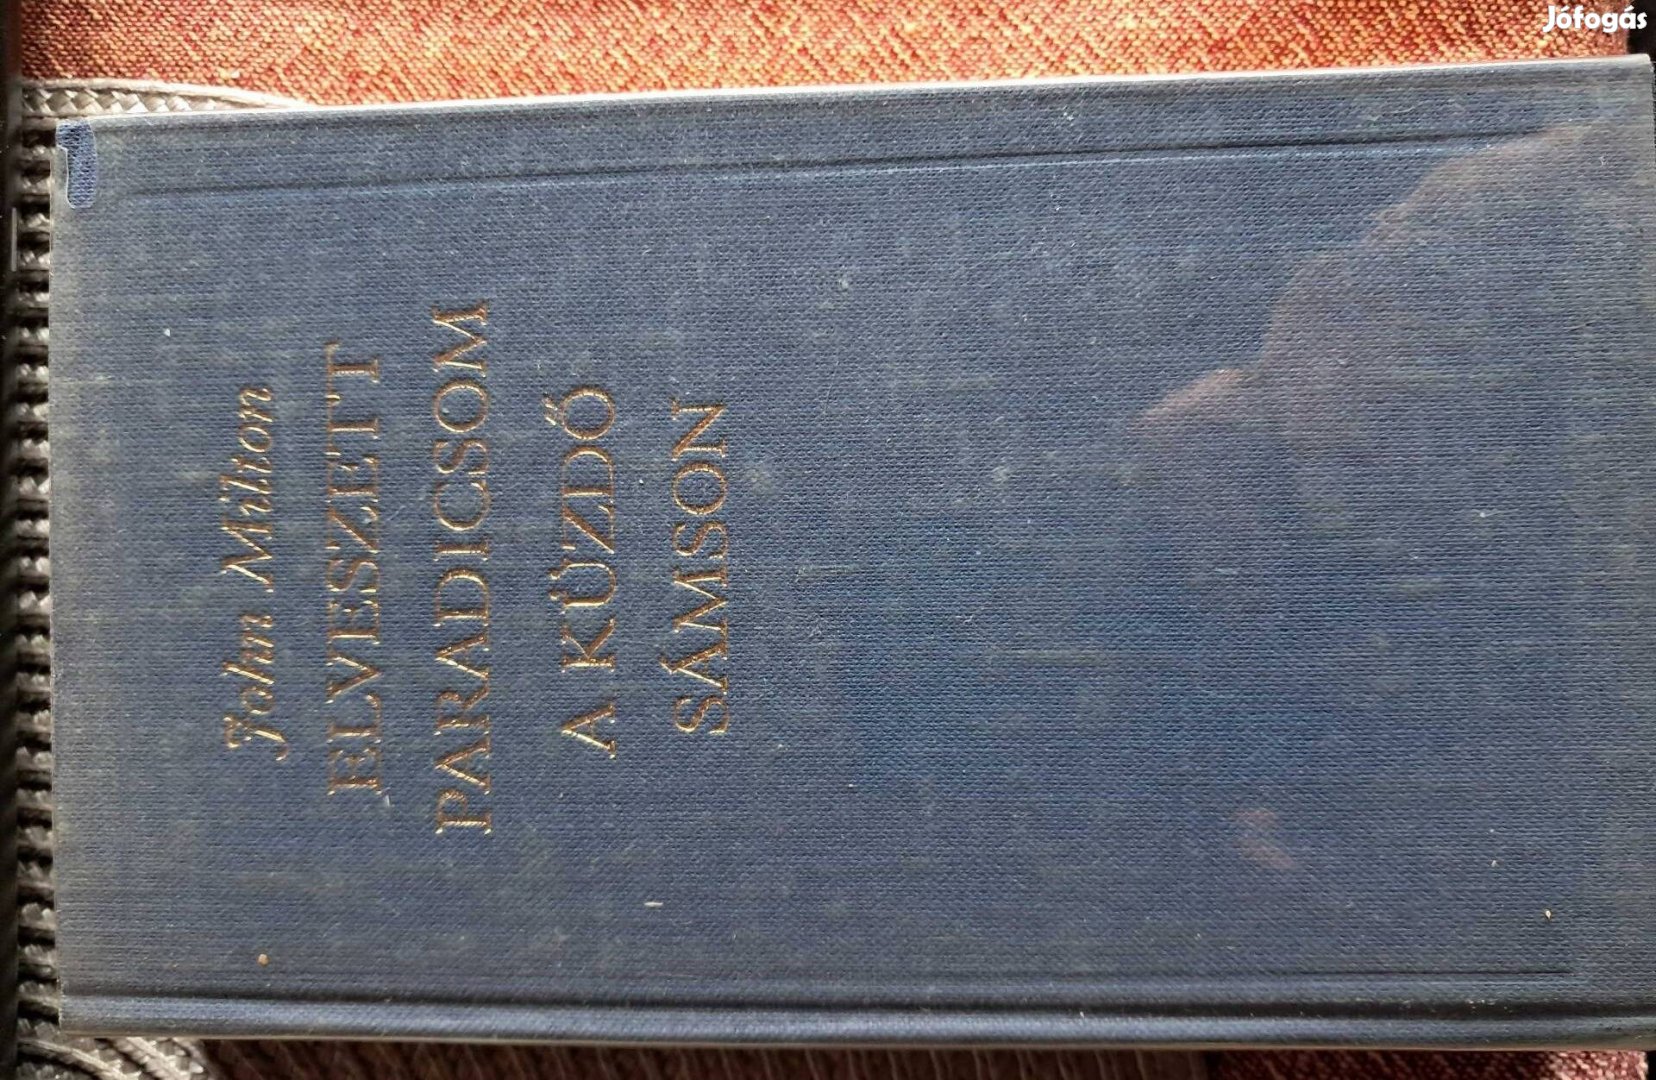 Jófogás
John Milton
ELVESZETT
PARADICSOM
A KÜZDŐ
SÁMSON